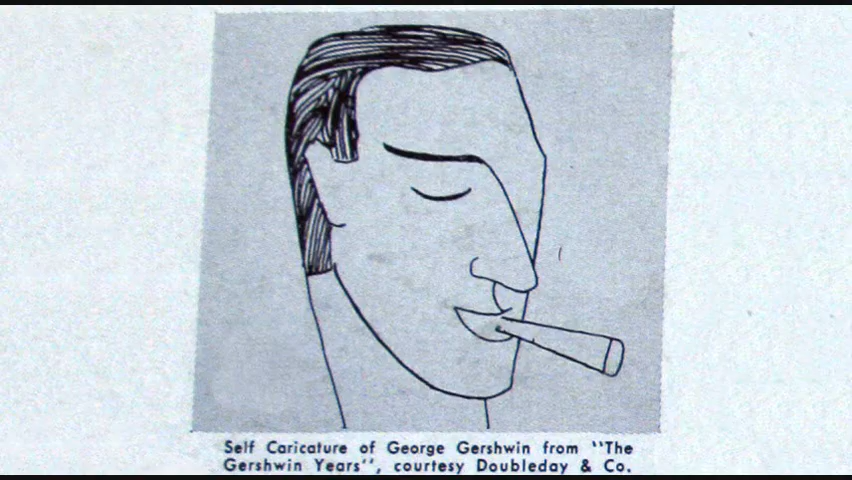 Self Caricature of George Gershwin from "The
Gershwin Years", courtesy Doubleday & Co.